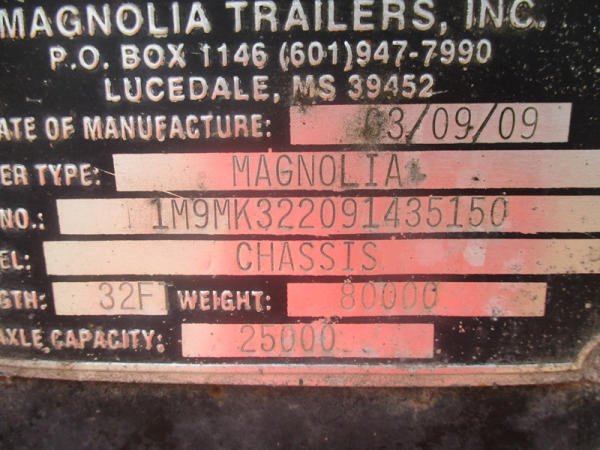 MAGNOLIA TRAILERS, INC.
P.O. BOX 1146 (601)947-7990
LUCEDALE, MS 39452
ATE OF MANUFACTURE: 03/09/09
ER TYPE: MAGNOLIA
NO.: 1M9MK322091435150
EL: CHASSIS
GTH: 32FT WEIGHT: 80000
AXLE CAPACITY: 25000